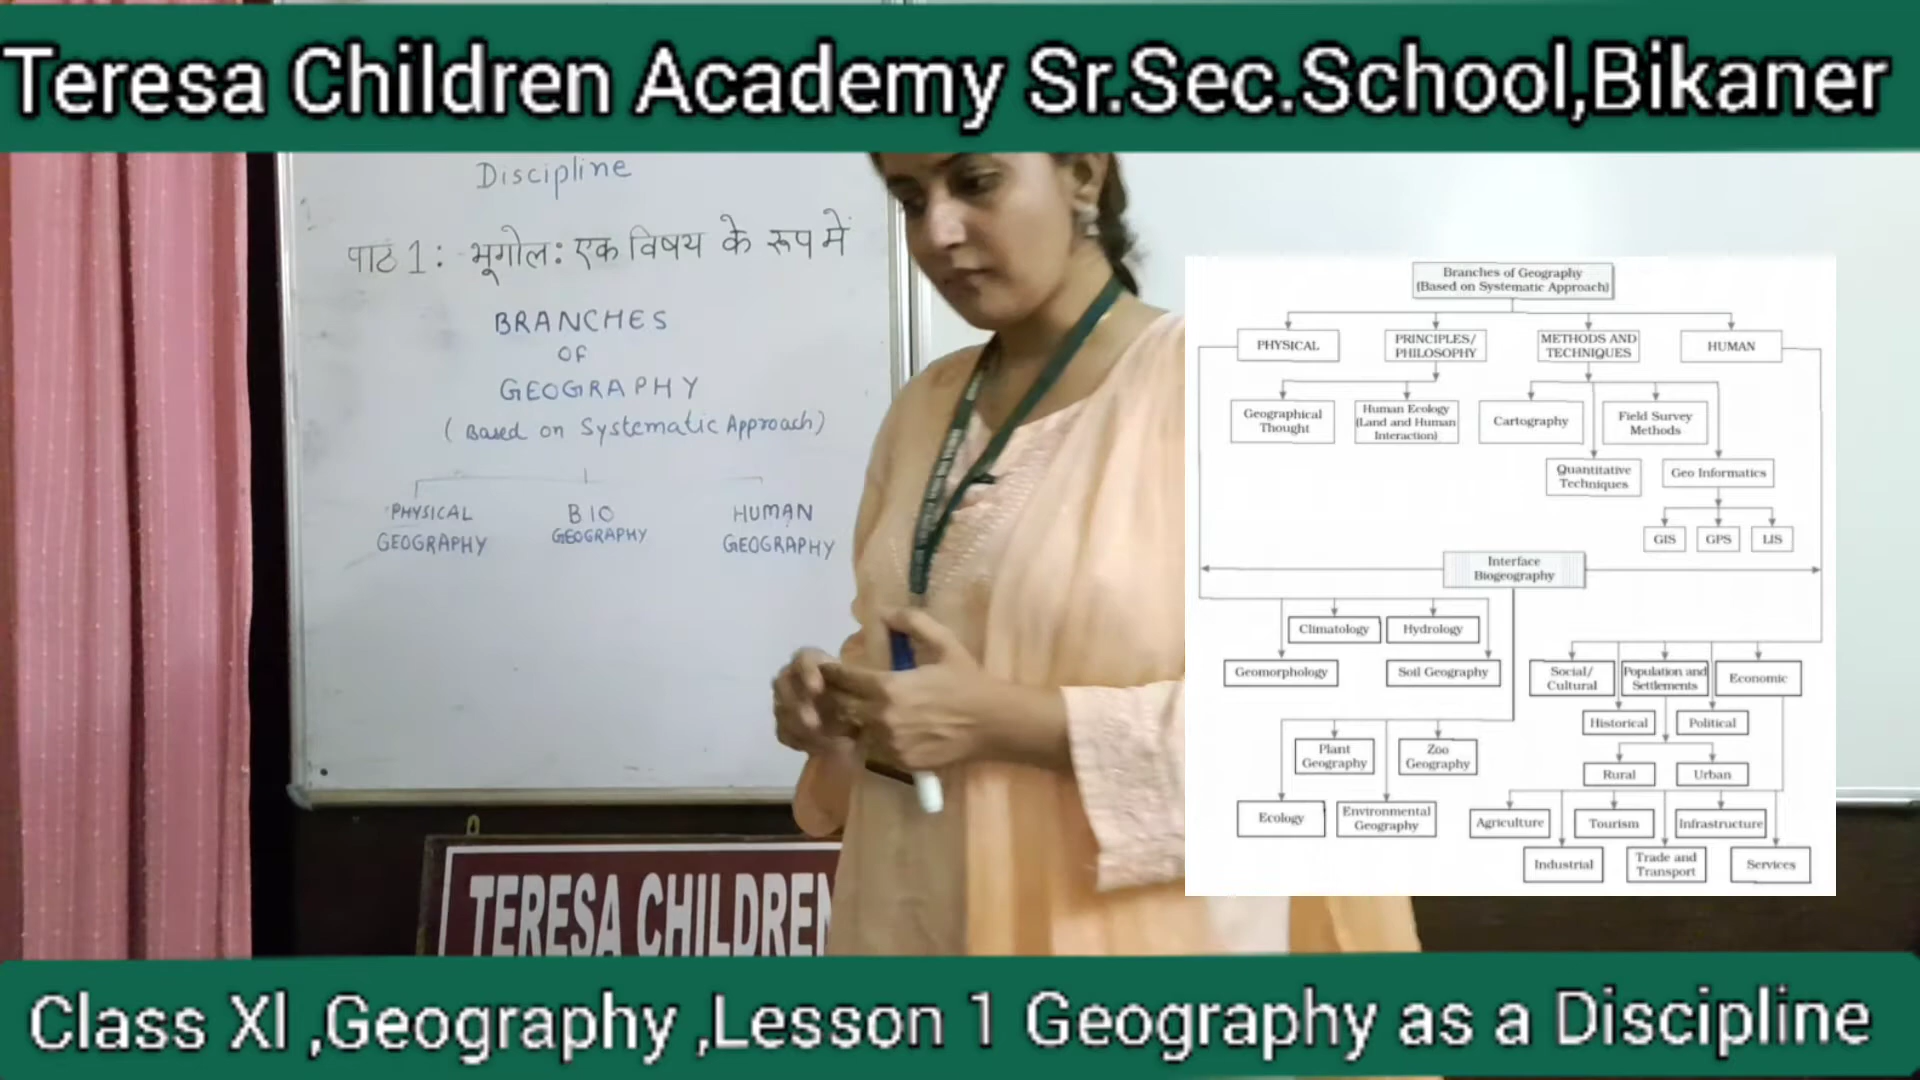 Teresa Children Academy Sr.Sec.School,Bikaner
Discipline
पाठ 1: भूगोल: एक विषय के रूप में
BRANCHES
OF
GEOGRAPHY
( Based on Systematic Approach)
PHYSICAL
GEOGRAPHY
BIO
GEOGRAPHY
HUMAN
GEOGRAPHY
TERESA CHILDREN
Branches of Geography
(Based on Systematic Approach)
PHYSICAL
PRINCIPLES/
PHILOSOPHY
METHODS AND
TECHNIQUES
HUMAN
Geographical
Thought
Human Ecology
(Land and Human
Interaction)
Cartography
Field Survey
Methods
Quantitative
Techniques
Geo Informatics
GIS
GPS
LIS
Interface
Biogeography
Climatology
Hydrology
Geomorphology
Soil Geography
Social/
Cultural
Population and
Settlements
Economic
Historical
Political
Plant
Geography
Zoo
Geography
Rural
Urban
Ecology
Environmental
Geography
Agriculture
Tourism
Infrastructure
Industrial
Trade and
Transport
Services
Class Xl ,Geography ,Lesson 1 Geography as a Discipline